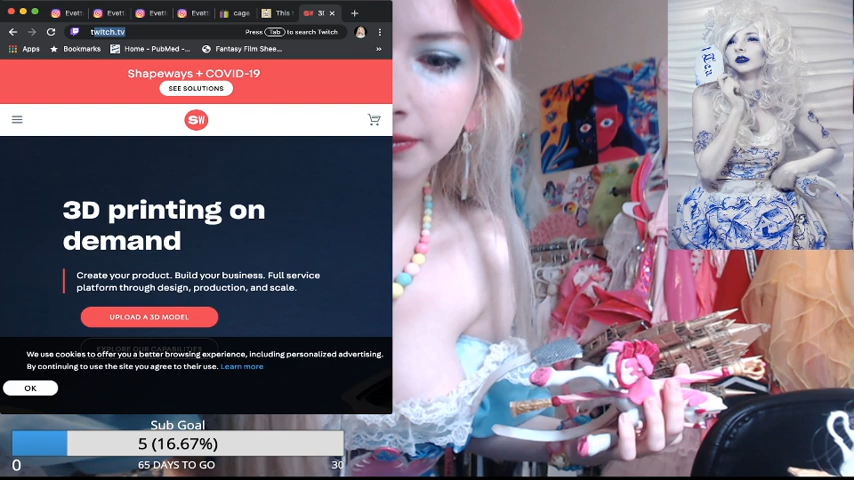 Evett
Evett
Evett
Evett
cage
This
3
twitch.tv
Press Tab to search Twitch
Apps
Bookmarks
Home - PubMed -...
Fantasy Film Shee...
»
Shapeways + COVID-19
SEE SOLUTIONS
SW
3D printing on
demand
Create your product. Build your business. Full service
platform through design, production, and scale.
UPLOAD A 3D MODEL
EXPLORE OUR CAPABILITIES
We use cookies to offer you a better browsing experience, including personalized advertising.
By continuing to use the site you agree to their use. Learn more
OK
Sub Goal
5 (16.67%)
0
65 DAYS TO GO
30
Tea